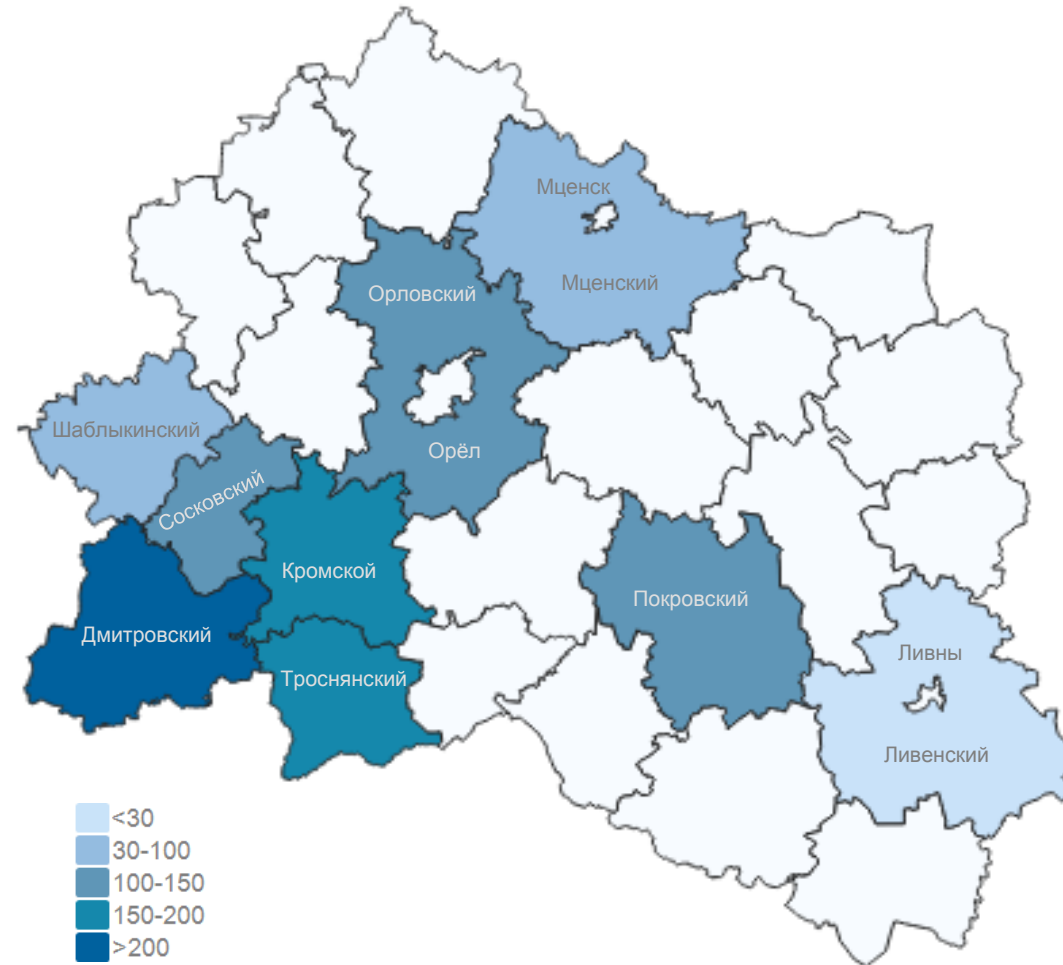 Мценск
Мценский
Орловский
Шаблыкинский
Орёл
Сосковский
Кромской
Покровский
Дмитровский
Ливны
Троснянский
Ливенский
<30
30-100
100-150
150-200
>200